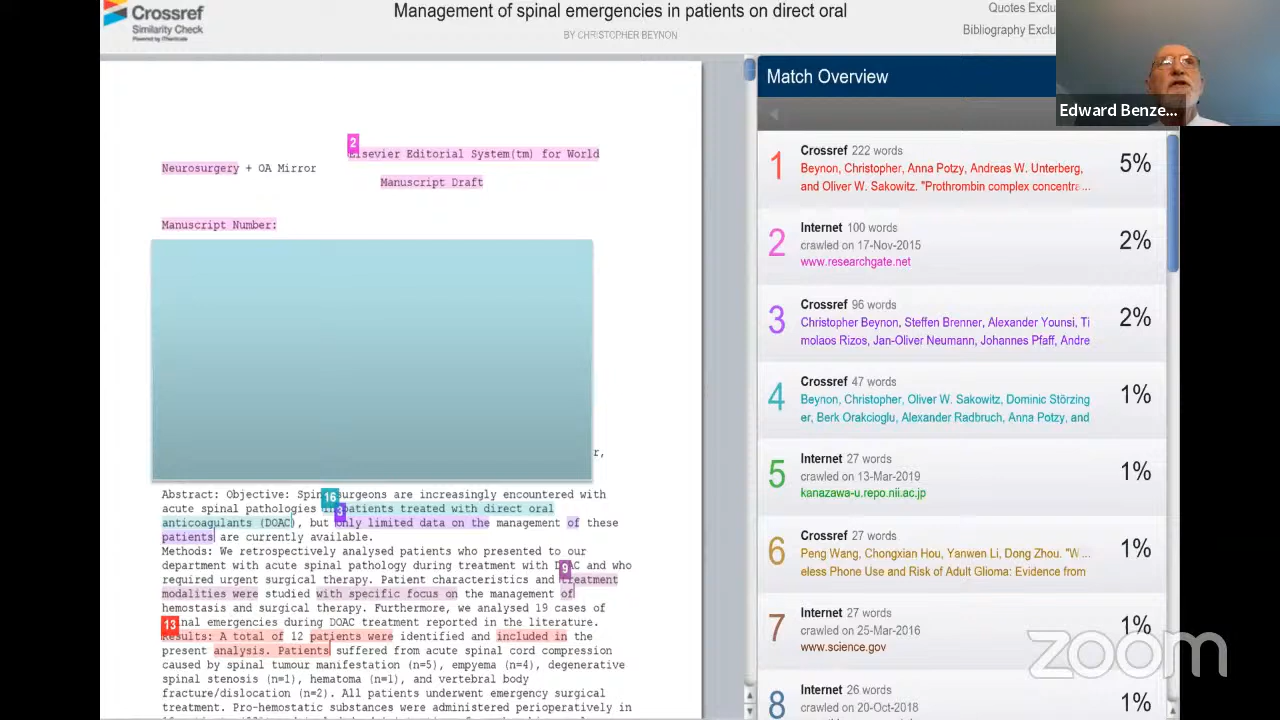 Crossref
Similarity Check
Powered by iThenticate
Management of spinal emergencies in patients on direct oral
BY CHRISTOPHER BEYNON
Quotes Exclu
Bibliography Exclu
Edward Benze...
2
Elsevier Editorial System(tm) for World
Neurosurgery + OA Mirror
Manuscript Draft
Manuscript Number:
r,
Abstract: Objective: Spin surgeons are increasingly encountered with
16
acute spinal pathologies patients treated with direct oral
3
anticoagulants (DOAC), but only limited data on the management of these
patients are currently available.
Methods: We retrospectively analysed patients who presented to our
department with acute spinal pathology during treatment with D AC and who
9
required urgent surgical therapy. Patient characteristics and treatment
modalities were studied with specific focus on the management of
hemostasis and surgical therapy. Furthermore, we analysed 19 cases of
13
nal emergencies during DOAC treatment reported in the literature.
Results: A total of 12 patients were identified and included in the
present analysis. Patients suffered from acute spinal cord compression
caused by spinal tumour manifestation (n=5), empyema (n=4), degenerative
spinal stenosis (n=1), hematoma (n=1), and vertebral body
fracture/dislocation (n=2). All patients underwent emergency surgical
treatment. Pro-hemostatic substances were administered perioperatively in
Match Overview
1 Crossref 222 words 5%
Beynon, Christopher, Anna Potzy, Andreas W. Unterberg,
and Oliver W. Sakowitz. "Prothrombin complex concentra...
2 Internet 100 words 2%
crawled on 17-Nov-2015
www.researchgate.net
3 Crossref 96 words 2%
Christopher Beynon, Steffen Brenner, Alexander Younsi, Ti
molaos Rizos, Jan-Oliver Neumann, Johannes Pfaff, Andre
4 Crossref 47 words 1%
Beynon, Christopher, Oliver W. Sakowitz, Dominic Störzing
er, Berk Orakcioglu, Alexander Radbruch, Anna Potzy, and
5 Internet 27 words 1%
crawled on 13-Mar-2019
kanazawa-u.repo.nii.ac.jp
6 Crossref 27 words 1%
Peng Wang, Chongxian Hou, Yanwen Li, Dong Zhou. "W ...
eless Phone Use and Risk of Adult Glioma: Evidence from
7 Internet 27 words 1%
crawled on 25-Mar-2016
www.science.gov
8 Internet 26 words 1%
crawled on 20-Oct-2018
zoom